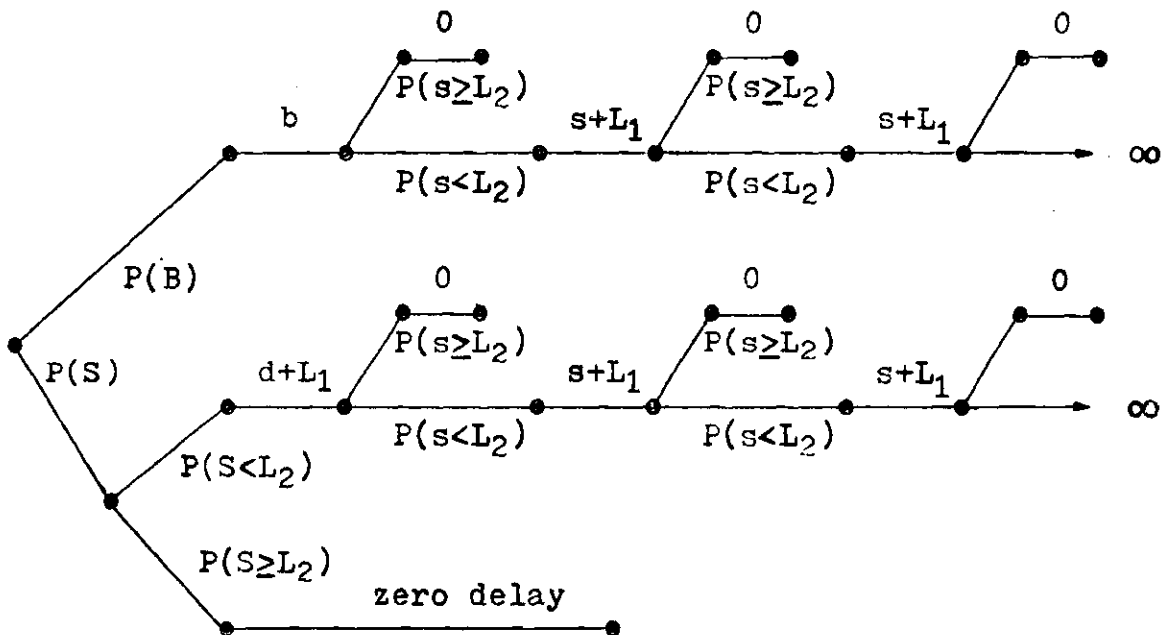 0 0 0
P(s≥L₂) P(s≥L₂)
b s+L₁ s+L₁
∞
P(s<L₂) P(s<L₂)
P(B)
0 0 0
P(s≥L₂) P(s≥L₂)
P(S) d+L₁ s+L₁ s+L₁
∞
P(s<L₂) P(s<L₂)
P(S<L₂)
P(S≥L₂)
zero delay